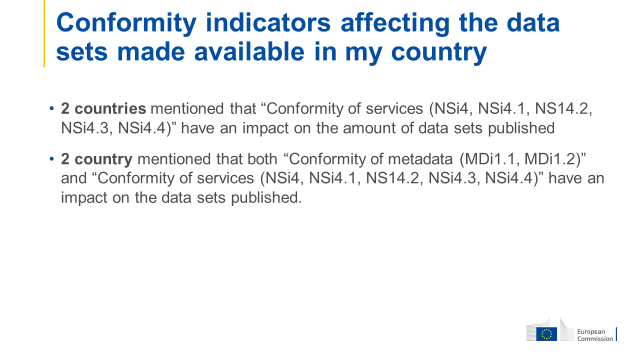 Conformity indicators affecting the data
sets made available in my country
• 2 countries mentioned that “Conformity of services (NSi4, NSi4.1, NS14.2,
NSi4.3, NSi4.4)” have an impact on the amount of data sets published
• 2 country mentioned that both “Conformity of metadata (MDi1.1, MDi1.2)”
and “Conformity of services (NSi4, NSi4.1, NS14.2, NSi4.3, NSi4.4)” have an
impact on the data sets published.
European
Commission